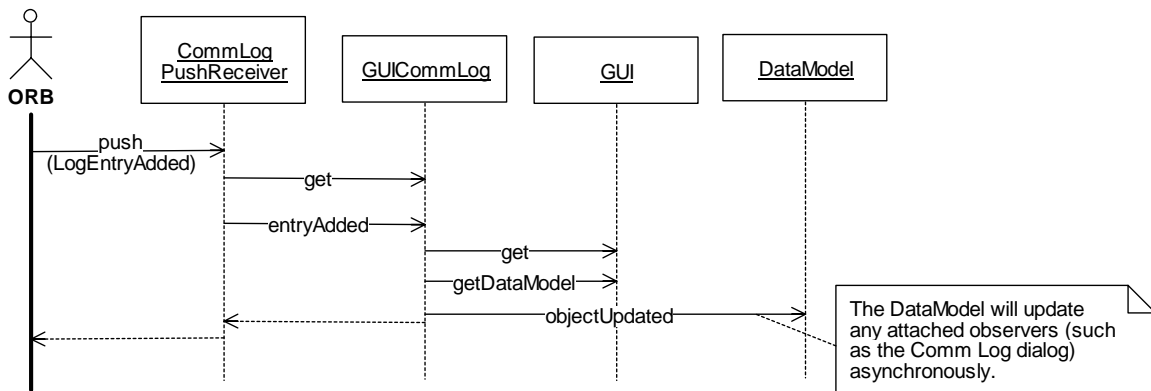 CommLog
PushReceiver
GUICommLog
GUI
DataModel
ORB
push
(LogEntryAdded)
get
entryAdded
get
getDataModel
objectUpdated
The DataModel will update
any attached observers (such
as the Comm Log dialog)
asynchronously.